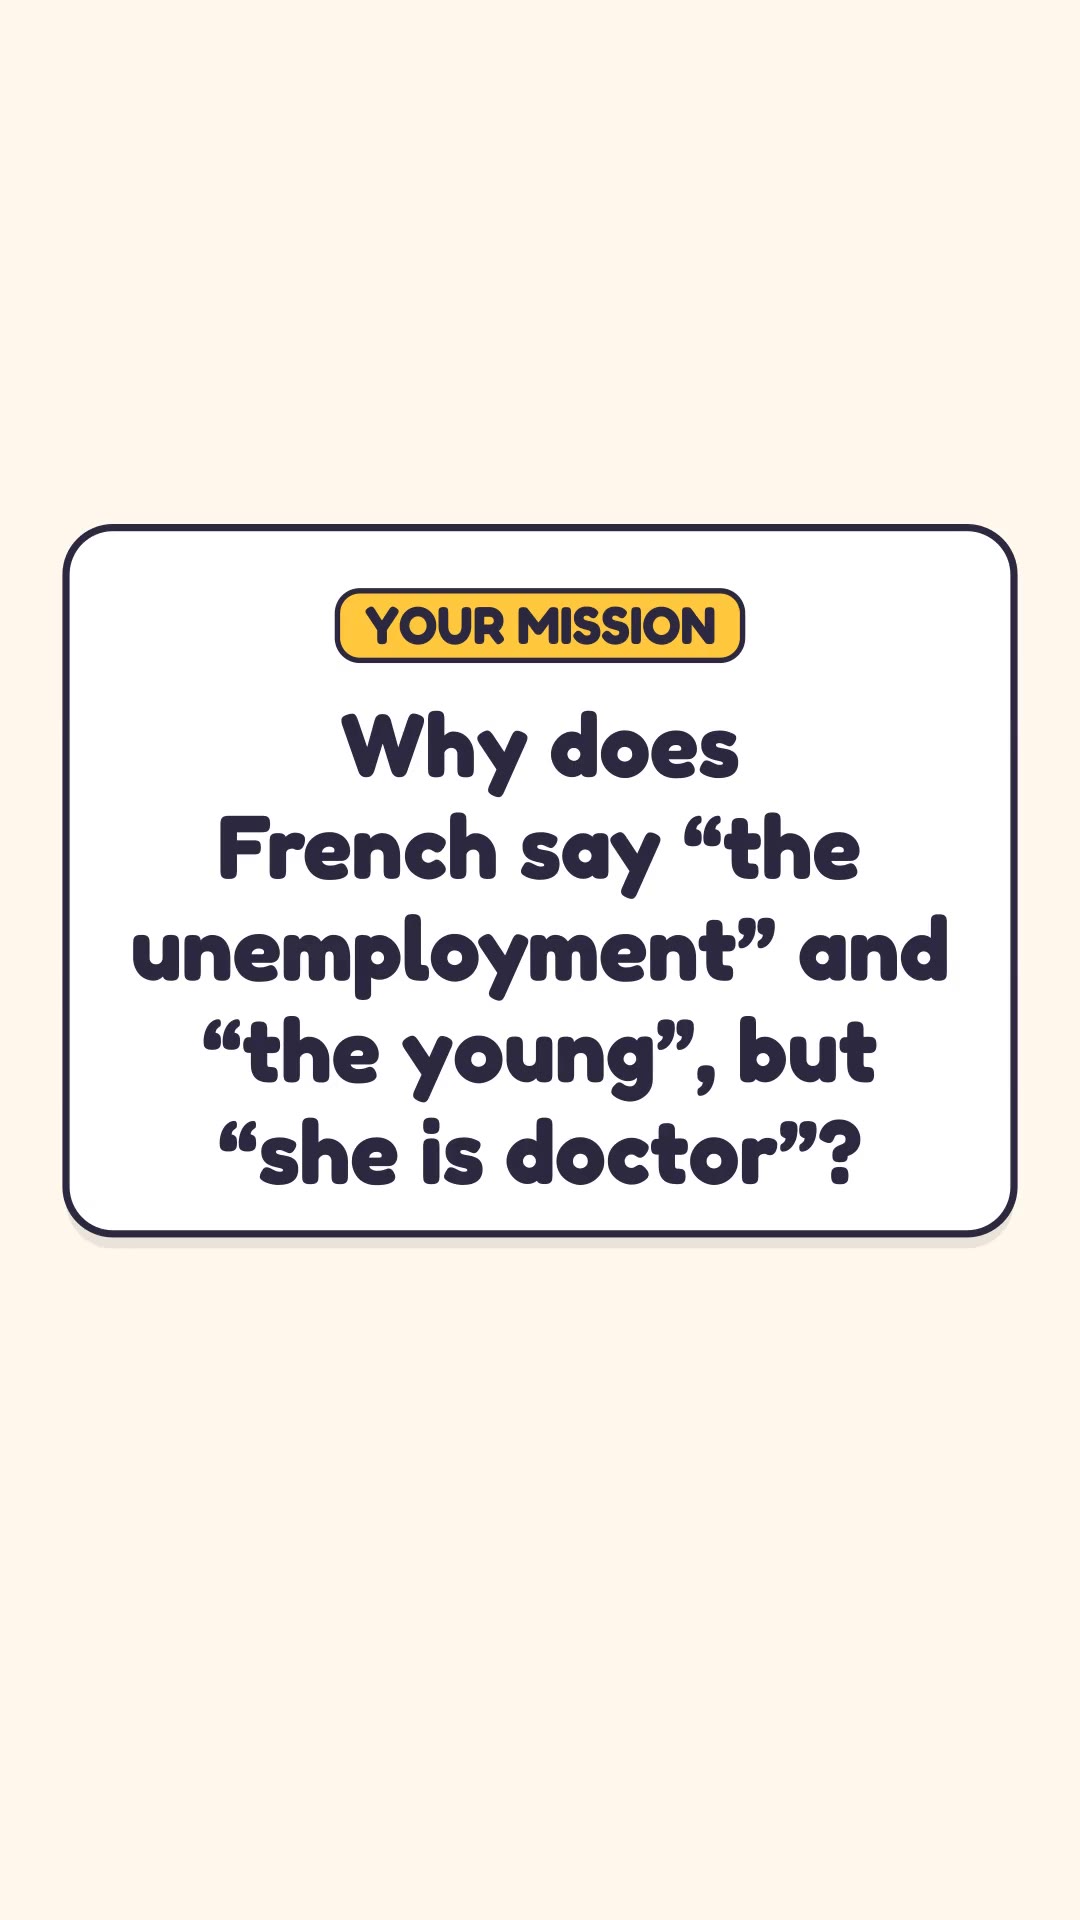 YOUR MISSION
Why does
French say “the
unemployment” and
“the young”, but
“she is doctor”?